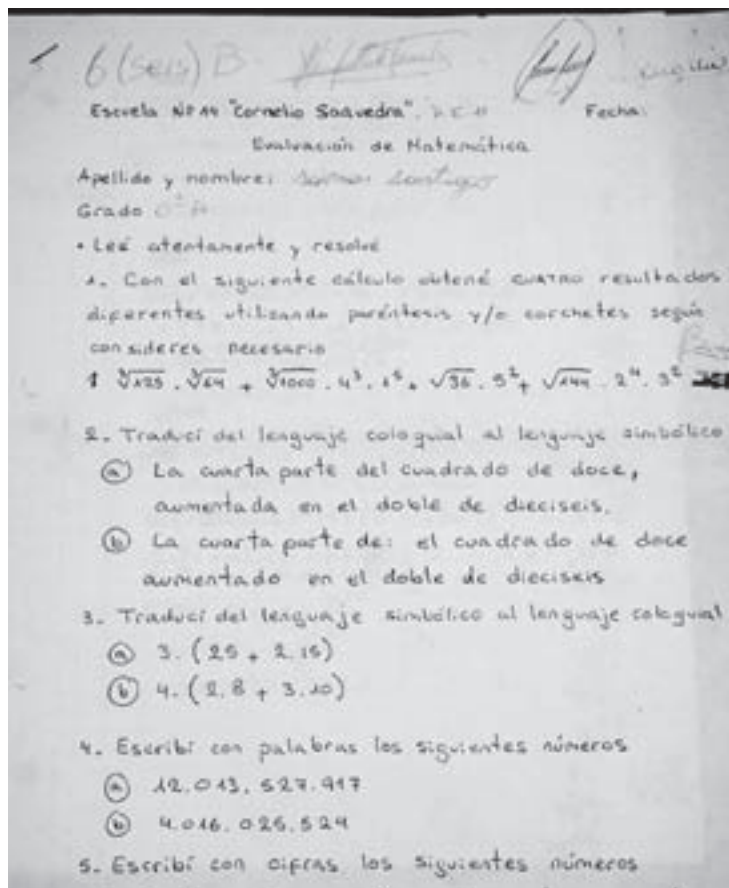 6 (seis) B
Escuela Nº 14 "Cornelio Saavedra". Fecha:
Evaluación de Matemática
Apellido y nombre: Santiago
Grado
• Leé atentamente y resolvé
1. Con el siguiente cálculo obtené cuatro resultados
diferentes utilizando paréntesis y/o corchetes según
consideres necesario
∛125 . ∛64 + ∛1000 . 4³ . 1⁵ + √36 . 5² + √144 . 2⁴ . 3²
2. Traducí del lenguaje cologuial al lenguaje simbólico
a) La cuarta parte del cuadrado de doce,
aumentada en el doble de dieciseis.
b) La cuarta parte de: el cuadrado de doce
aumentado en el doble de dieciseis
3. Traducí del lenguaje simbólico al lenguaje cologuial
a) 3. (25 + 2.15)
b) 4. (2.8 + 3.10)
4. Escribí con palabras los siguientes números
a) 12.013.527.917
b) 4.016.025.524
5. Escribí con cifras los siguientes números